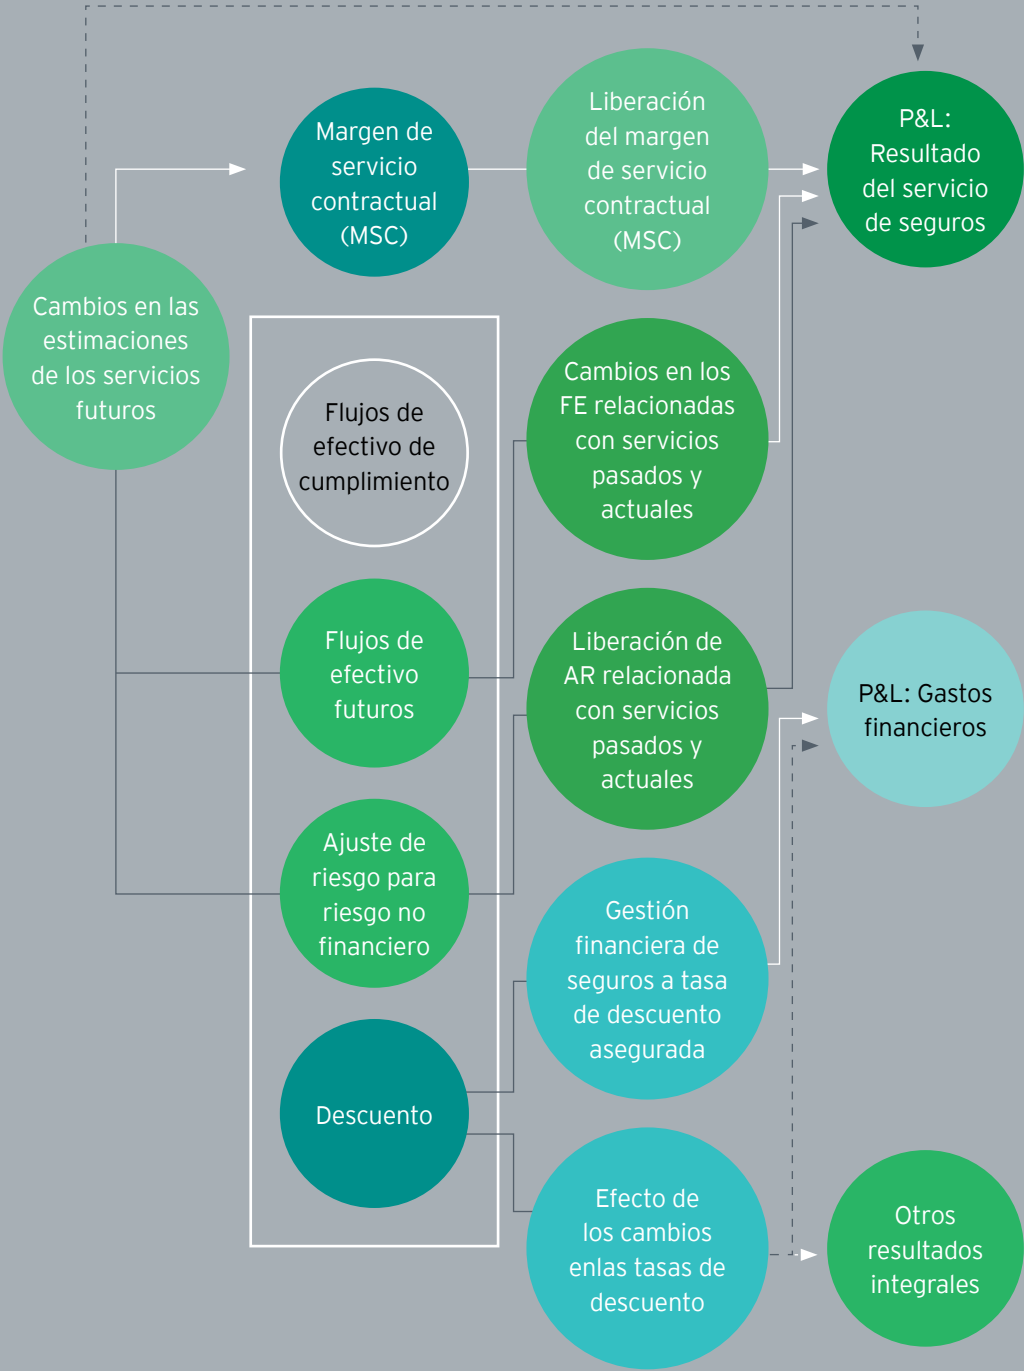 Cambios en las
estimaciones
de los servicios
futuros
Margen de
servicio
contractual
(MSC)
Flujos de
efectivo de
cumplimiento
Flujos de
efectivo
futuros
Ajuste de
riesgo para
riesgo no
financiero
Descuento
Liberación
del margen
de servicio
contractual
(MSC)
Cambios en los
FE relacionadas
con servicios
pasados y
actuales
Liberación de
AR relacionada
con servicios
pasados y
actuales
Gestión
financiera de
seguros a tasa
de descuento
asegurada
Efecto de
los cambios
enlas tasas de
descuento
P&L:
Resultado
del servicio
de seguros
P&L: Gastos
financieros
Otros
resultados
integrales